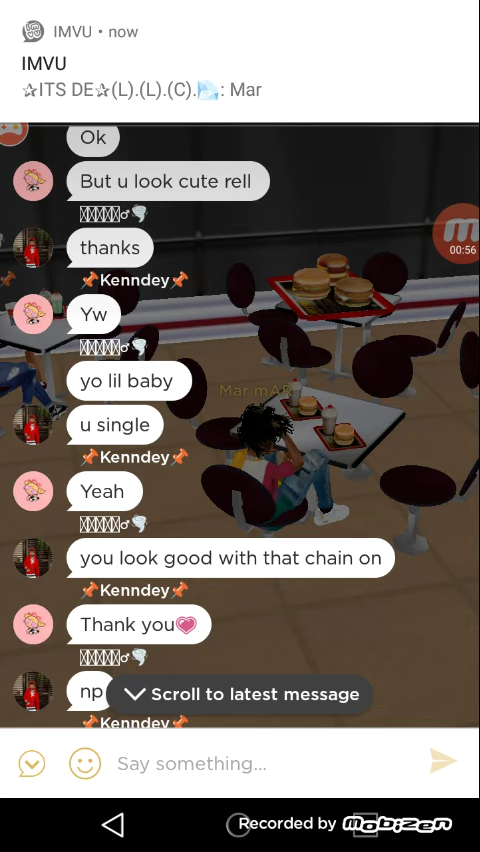 IMVU • now
IMVU
☆ITS DE☆(L).(L).(C).: Mar
Ok
But u look cute rell
thanks
📌Kenndey📌
00:56
Yw
yo lil baby
Mar mAR
u single
📌Kenndey📌
Yeah
you look good with that chain on
📌Kenndey📌
Thank you💗
np
Scroll to latest message
📌Kenndey📌
Say something...
Recorded by Mobizen